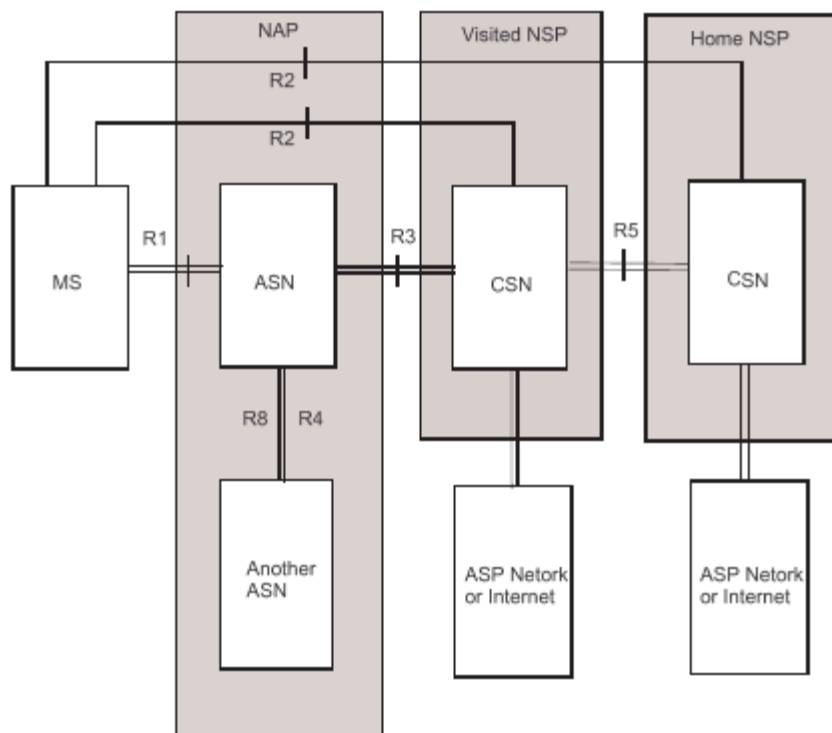 NAP
Visited NSP
Home NSP
R2
R2
R1
R3
R5
MS
ASN
CSN
CSN
R8
R4
Another
ASN
ASP Netork
or Internet
ASP Netork
or Internet